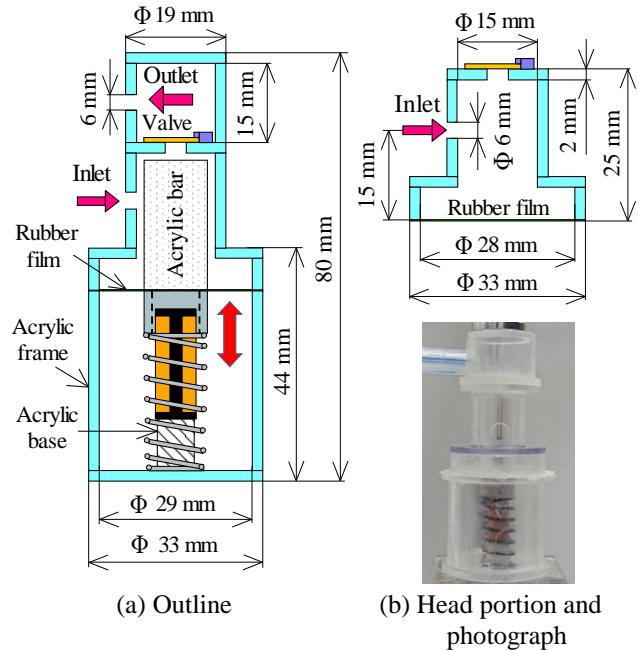 Φ 19 mm
Outlet
6 mm
Valve
15 mm
Inlet
Acrylic bar
Rubber
film
80 mm
Acrylic
frame
44 mm
Acrylic
base
Φ 29 mm
Φ 33 mm
(a) Outline
Φ 15 mm
Inlet
Φ 6 mm
2 mm
25 mm
15 mm
Rubber film
Φ 28 mm
Φ 33 mm
(b) Head portion and
photograph